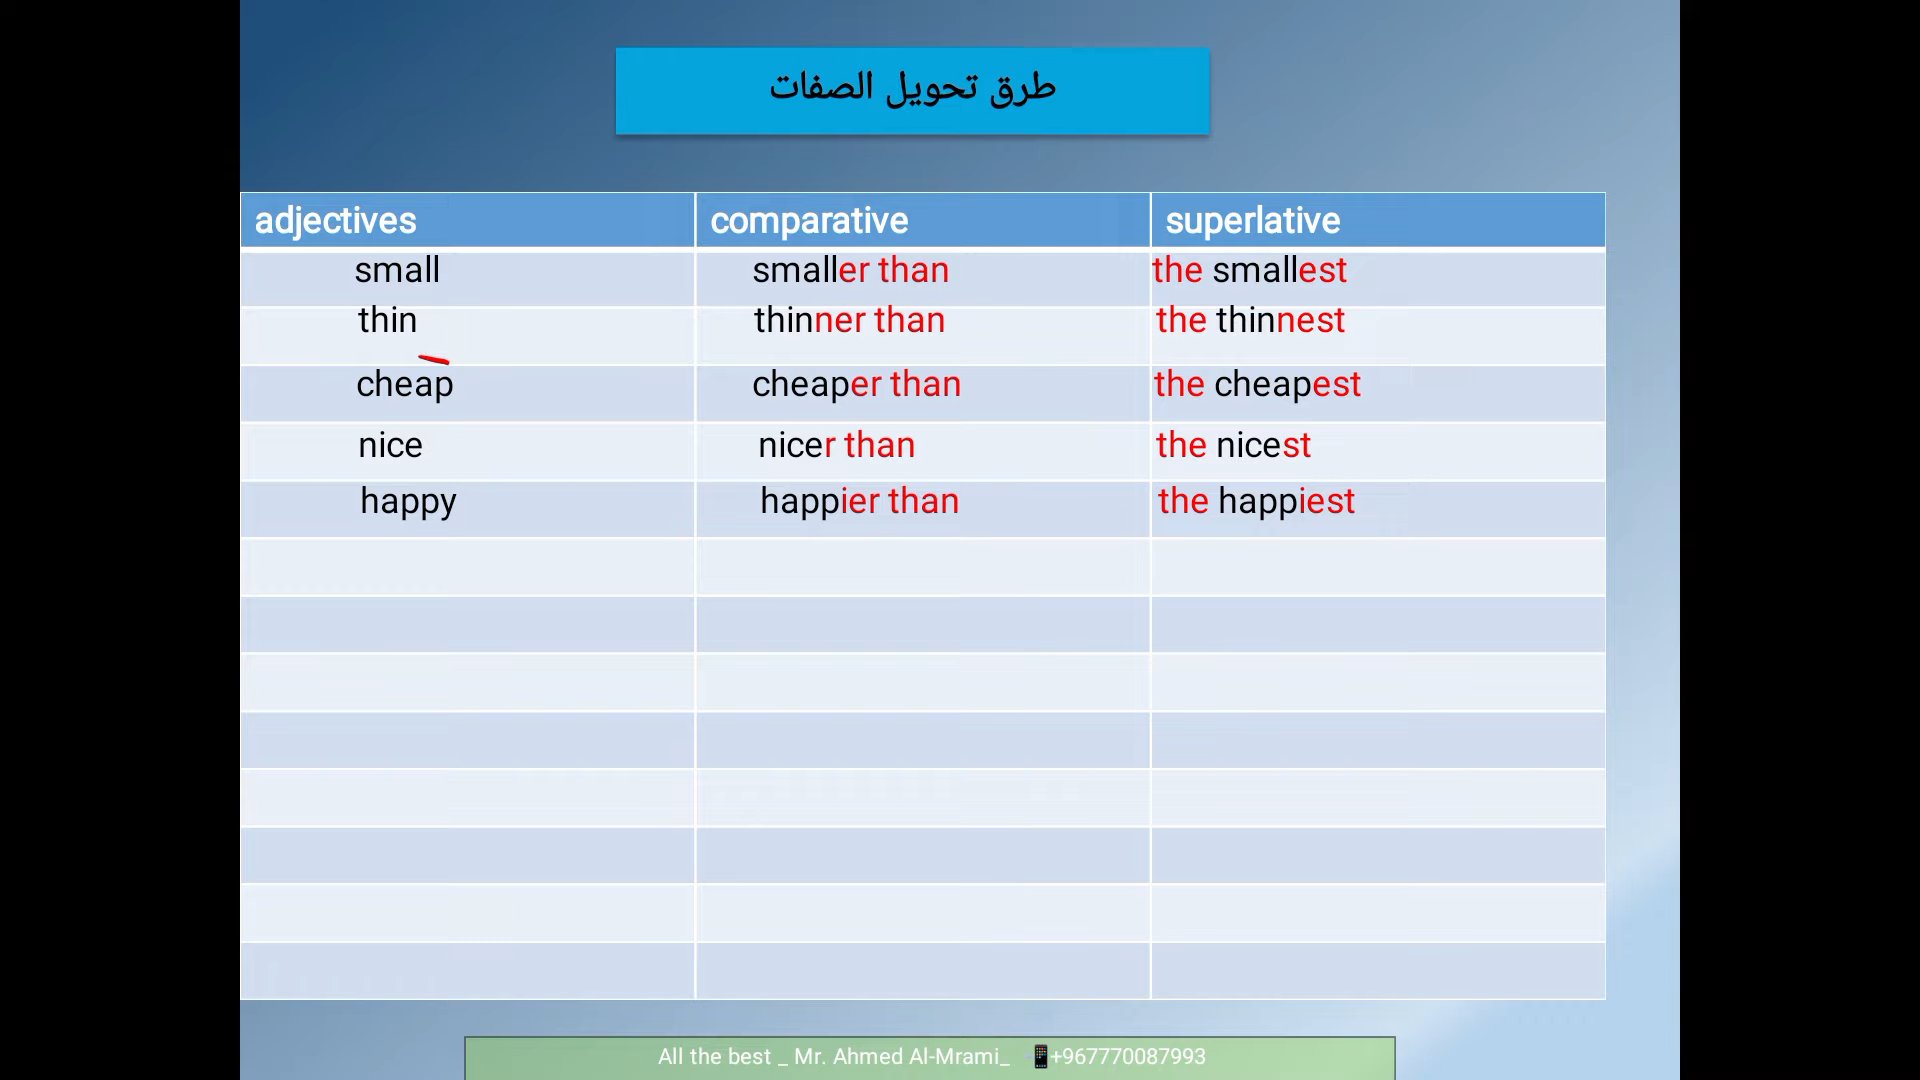 طرق تحويل الصفات
adjectives comparative superlative
small smaller than the smallest
thin thinner than the thinnest
cheap cheaper than the cheapest
nice nicer than the nicest
happy happier than the happiest
All the best _ Mr. Ahmed Al-Mrami_ 📱+967770087993